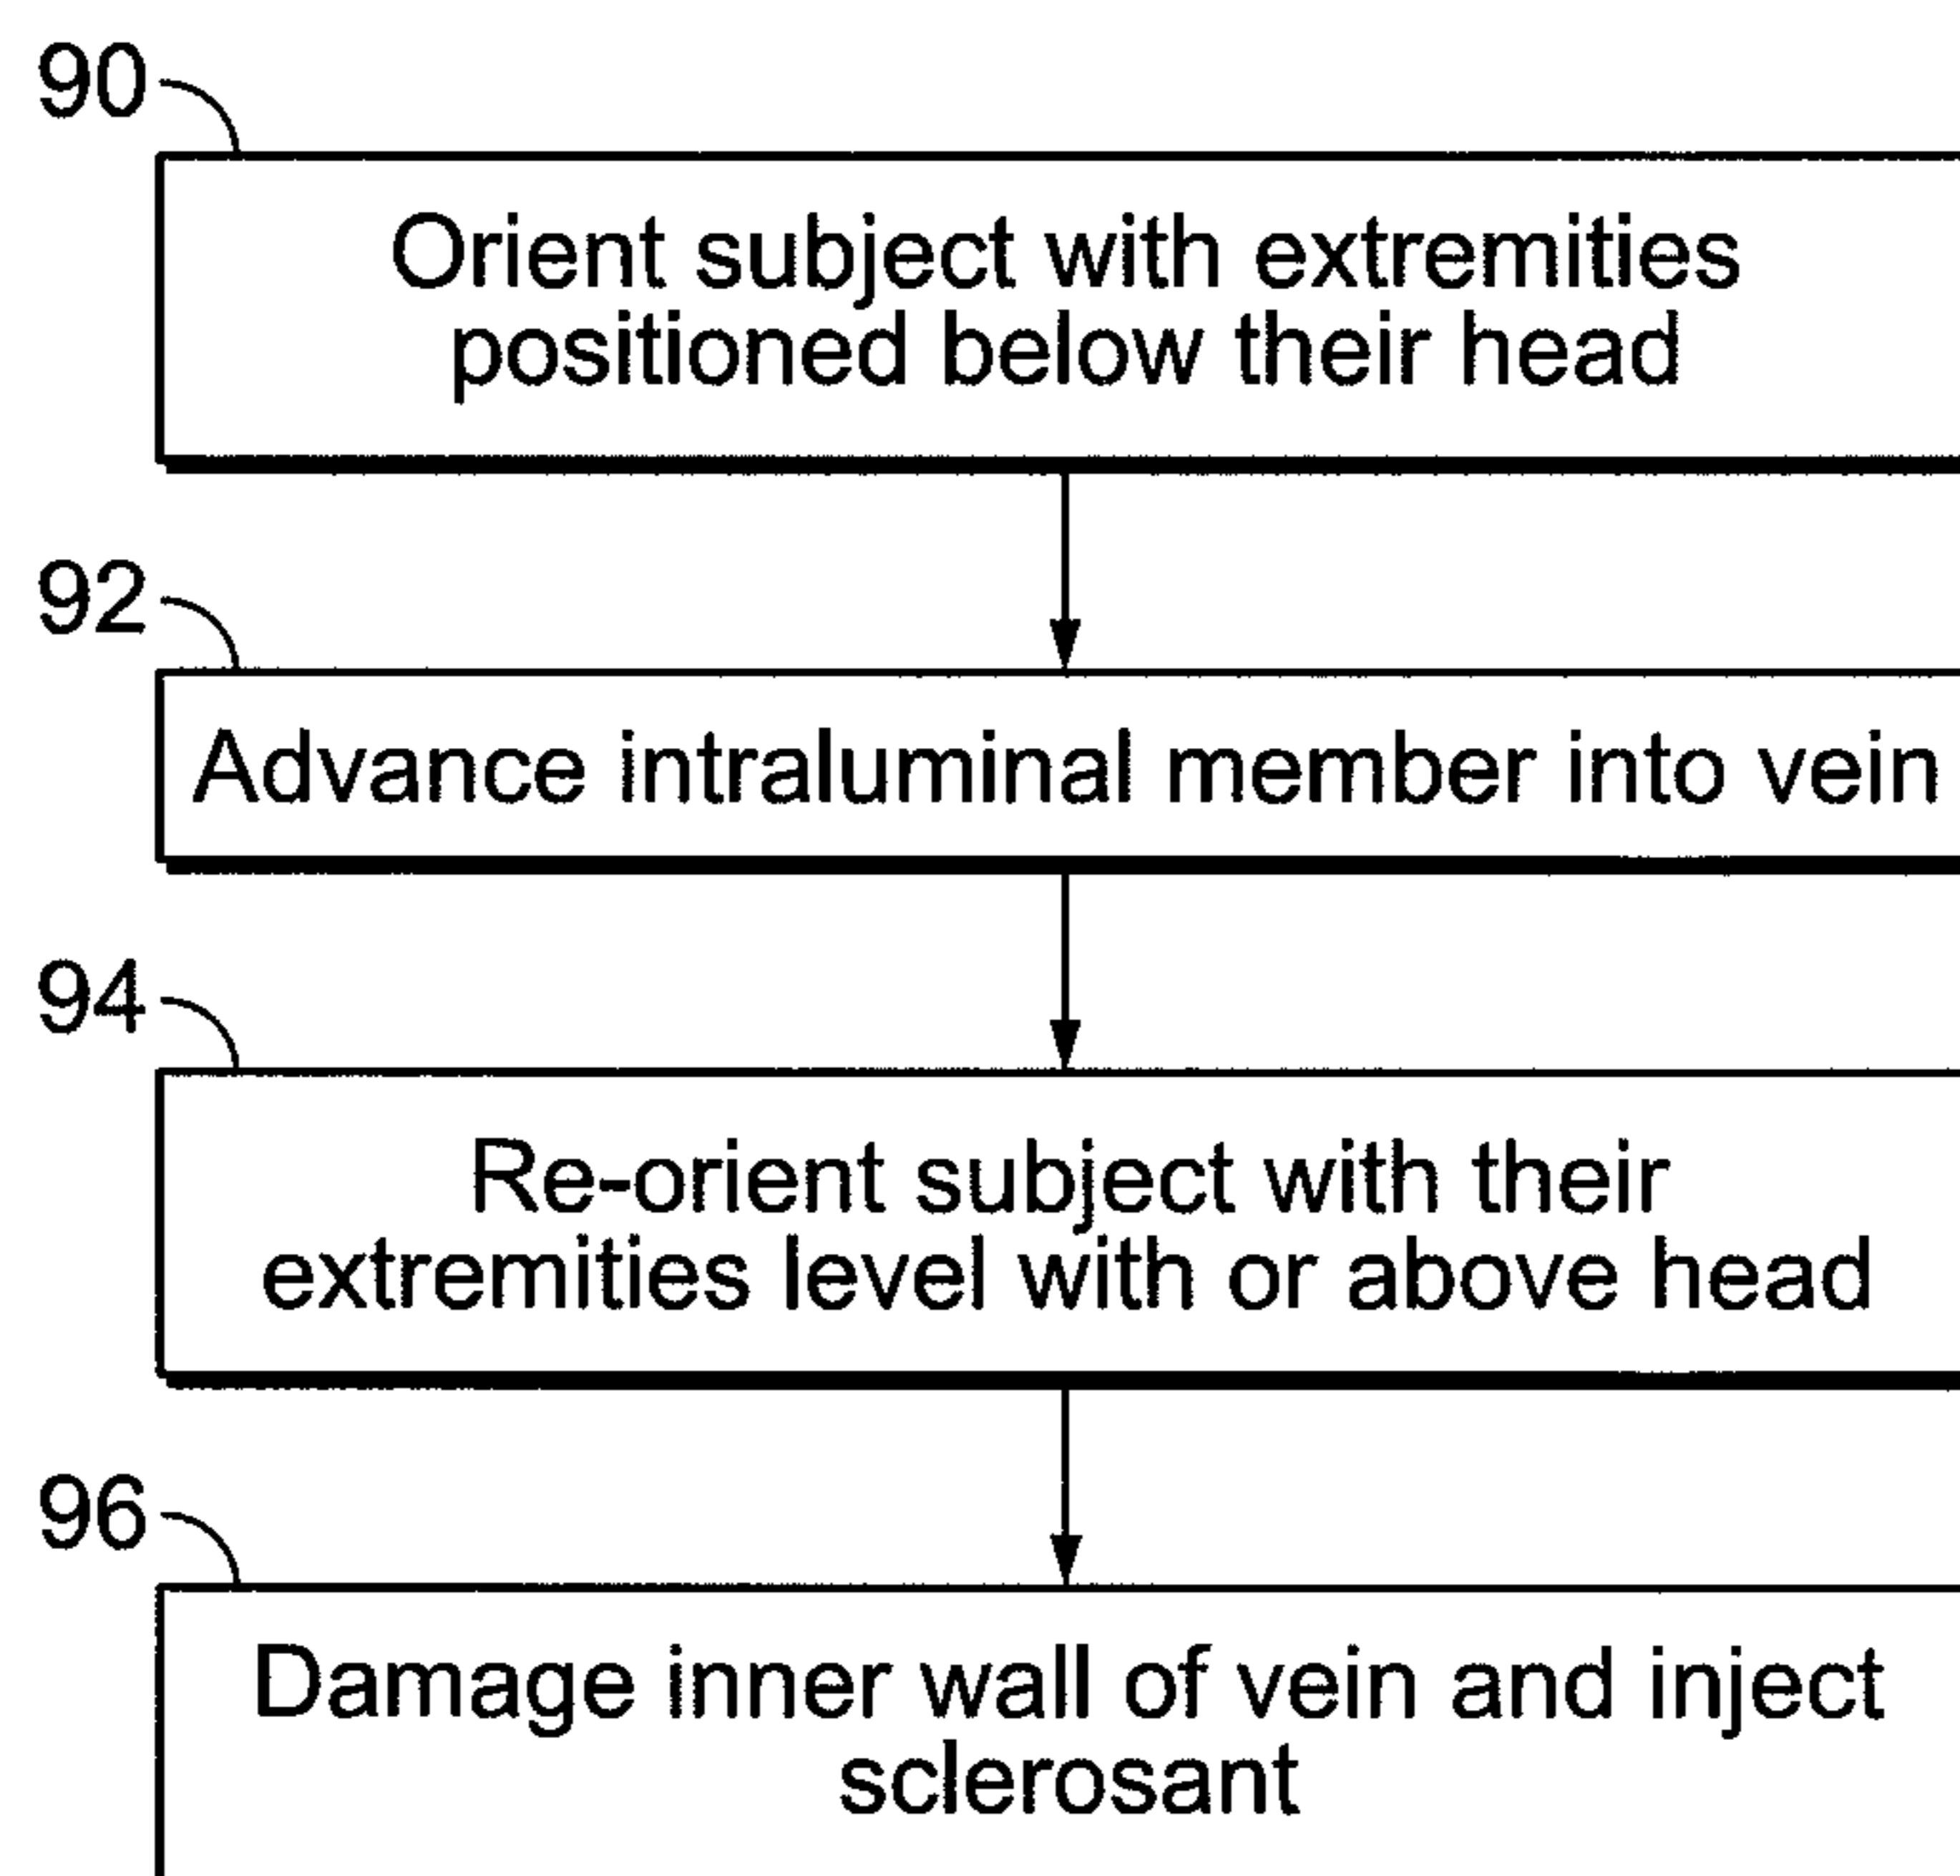 90
Orient subject with extremities
positioned below their head
92
Advance intraluminal member into vein
94
Re-orient subject with their
extremities level with or above head
96
Damage inner wall of vein and inject
sclerosant